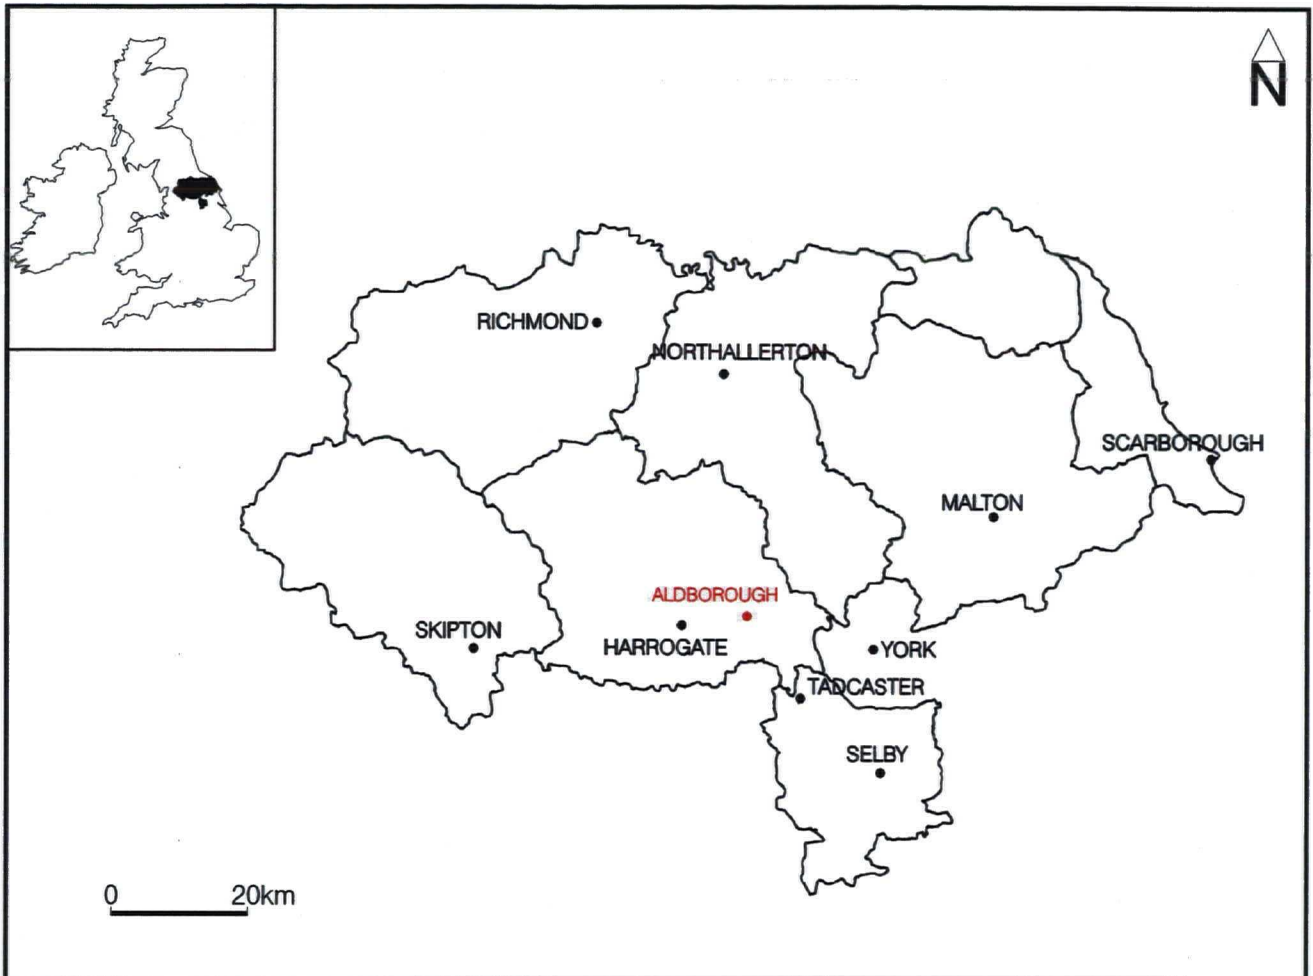 N
RICHMOND
NORTHALLERTON
SCARBOROUGH
MALTON
ALDBOROUGH
SKIPTON
HARROGATE
YORK
TADCASTER
SELBY
0 20km